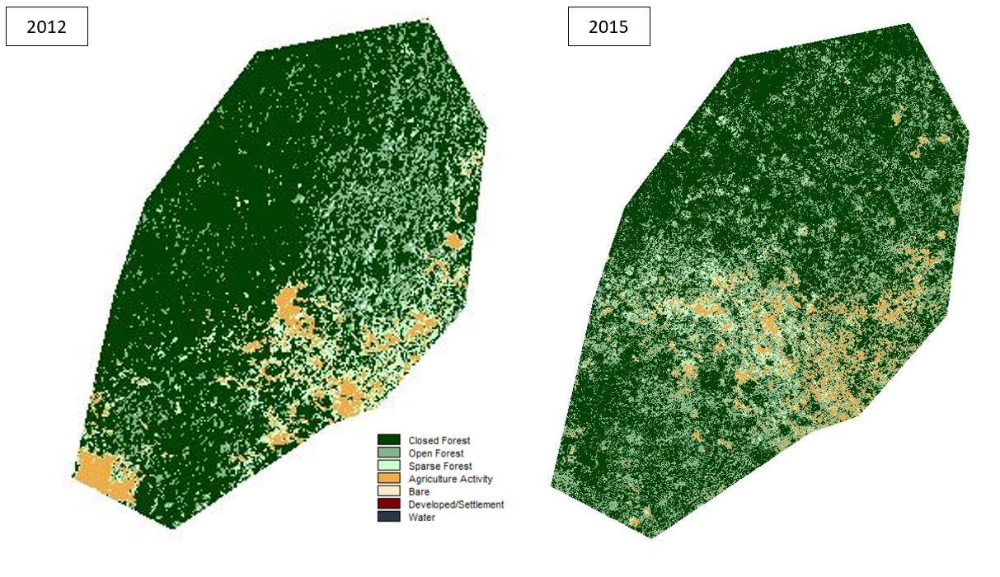 2012
2015
Closed Forest
Open Forest
Sparse Forest
Agriculture Activity
Bare
Developed/Settlement
Water